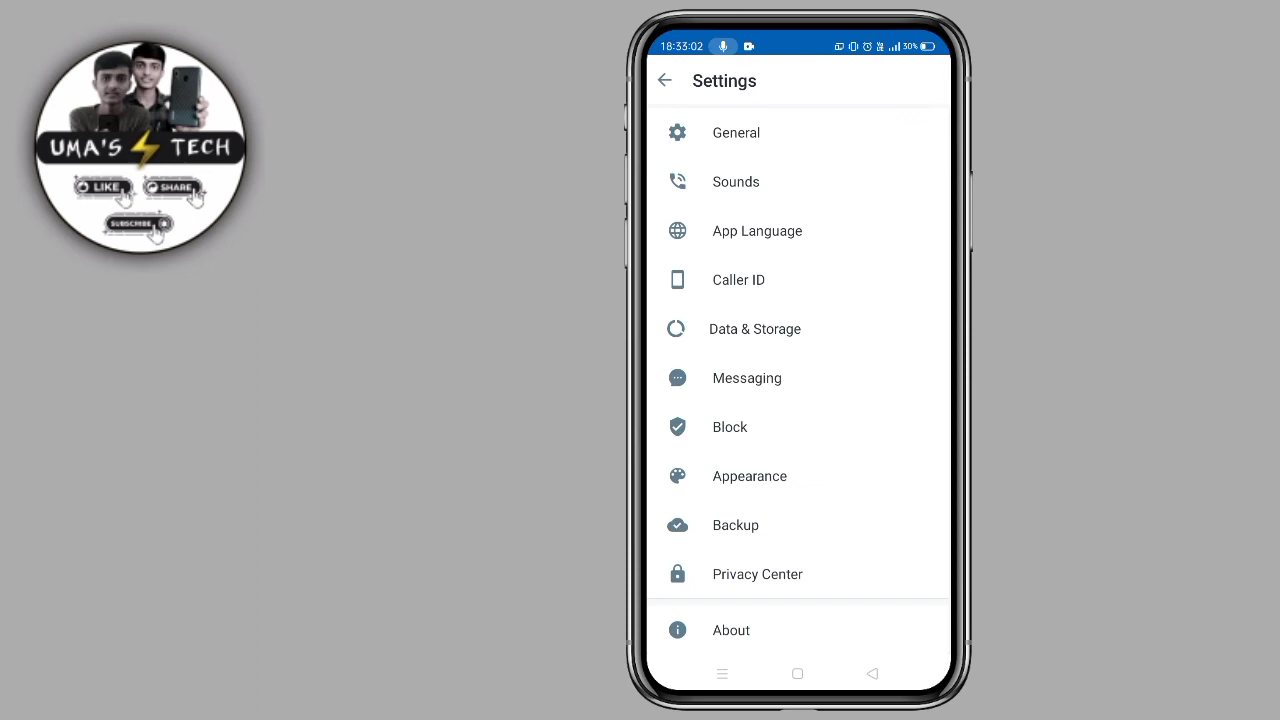 UMA'S TECH
LIKE
SHARE
SUBSCRIBE
18:33:02
30%
Settings
General
Sounds
App Language
Caller ID
Data & Storage
Messaging
Block
Appearance
Backup
Privacy Center
About